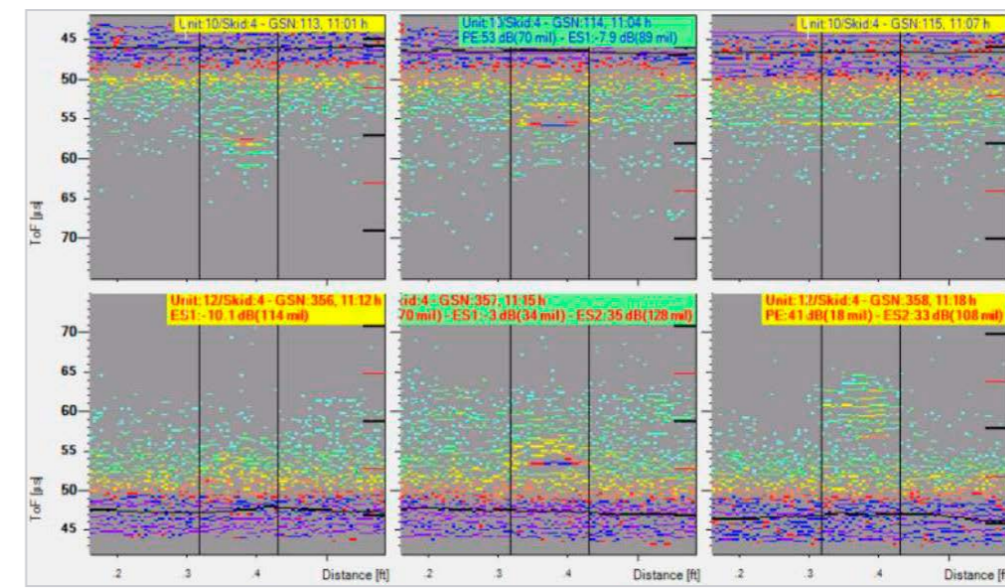 Unit:10/Skid:4 - GSN:113, 11:01 h
Unit:10/Skid:4 - GSN:114, 11:04 h
PE:53 dB(70 mil) - ES1:-7.9 dB(89 mil)
Unit:10/Skid:4 - GSN:115, 11:07 h
45
50
55
60
65
70
ToF [µs]
Unit:12/Skid:4 - GSN:356, 11:12 h
ES1:-10.1 dB(114 mil)
kid:4 - GSN:357, 11:15 h
70 mil) - ES1:-3 dB(34 mil) - ES2:35 dB(128 mil)
Unit:12/Skid:4 - GSN:358, 11:18 h
PE:41 dB(18 mil) - ES2:33 dB(108 mil)
70
65
60
55
50
45
ToF [µs]
.2 .3 .4 Distance [ft]
.2 .3 .4 Distance [ft]
.2 .3 .4 Distance [ft]